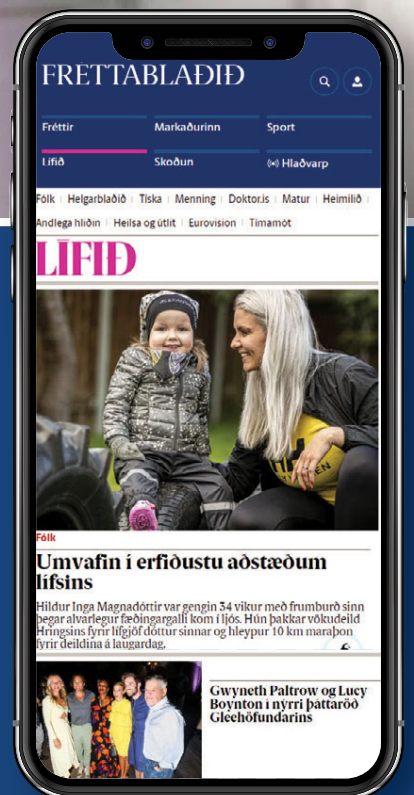 FRÉTTABLAÐIÐ
Fréttir Markaðurinn Sport
Lífið Skoðun Hlaðvarp
Fólk Helgarblaðið Tíska Menning Doktor.is Matur Heimilið
Andlega hliðin Heilsa og útlit Eurovision Tímamót
LÍFIÐ
Fólk
Umvafin í erfiðustu aðstæðum
lífsins
Hildur Inga Magnadóttir var gengin 34 vikur með frumburð sinn
þegar alvarlegur fæðingargalli kom í ljós. Hún þakkar vökudeild
Hringsins fyrir lífgjöf dóttur sinnar og hleypur 10 km maraþon
fyrir deildina á laugardag.
Gwyneth Paltrow og Lucy
Boynton í nýrri þáttaröð
Gleehöfundarins